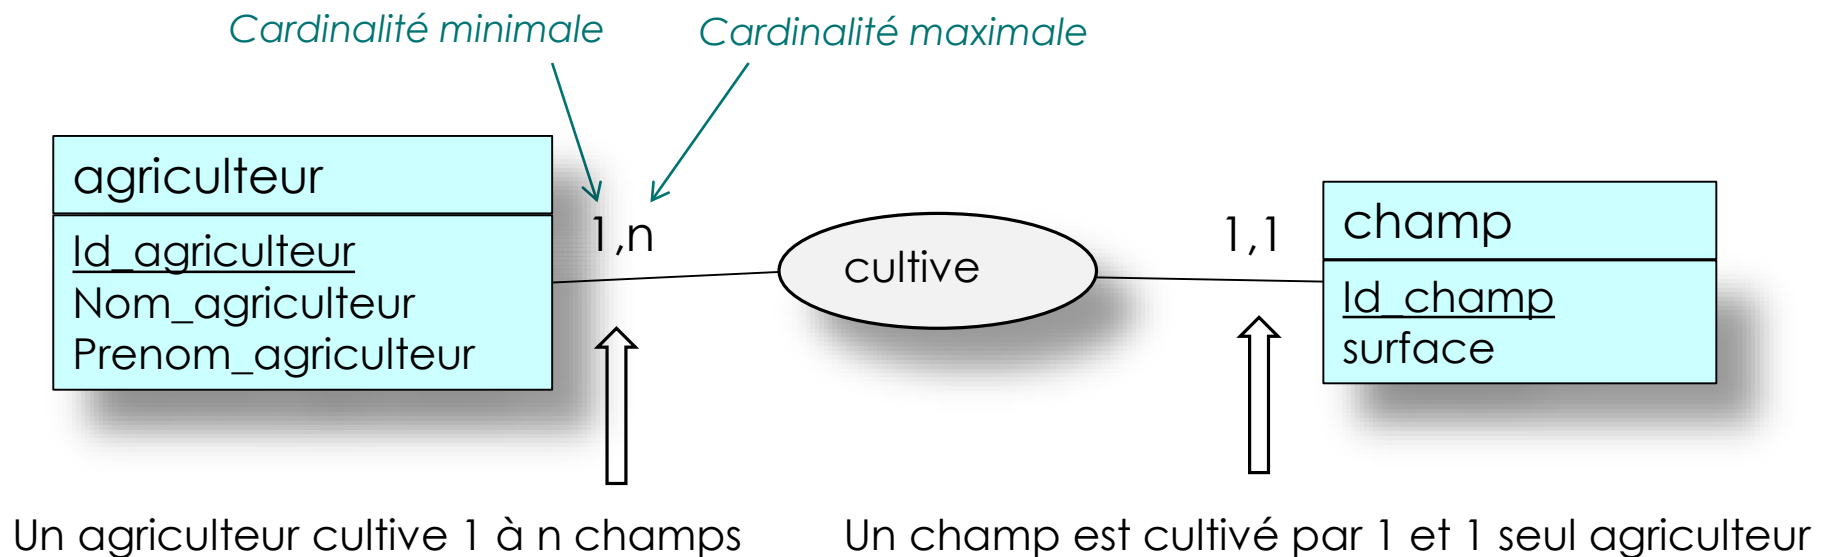 Cardinalité minimale
Cardinalité maximale
agriculteur
Id_agriculteur
Nom_agriculteur
Prenom_agriculteur
1,n
cultive
1,1
champ
Id_champ
surface
Un agriculteur cultive 1 à n champs
Un champ est cultivé par 1 et 1 seul agriculteur